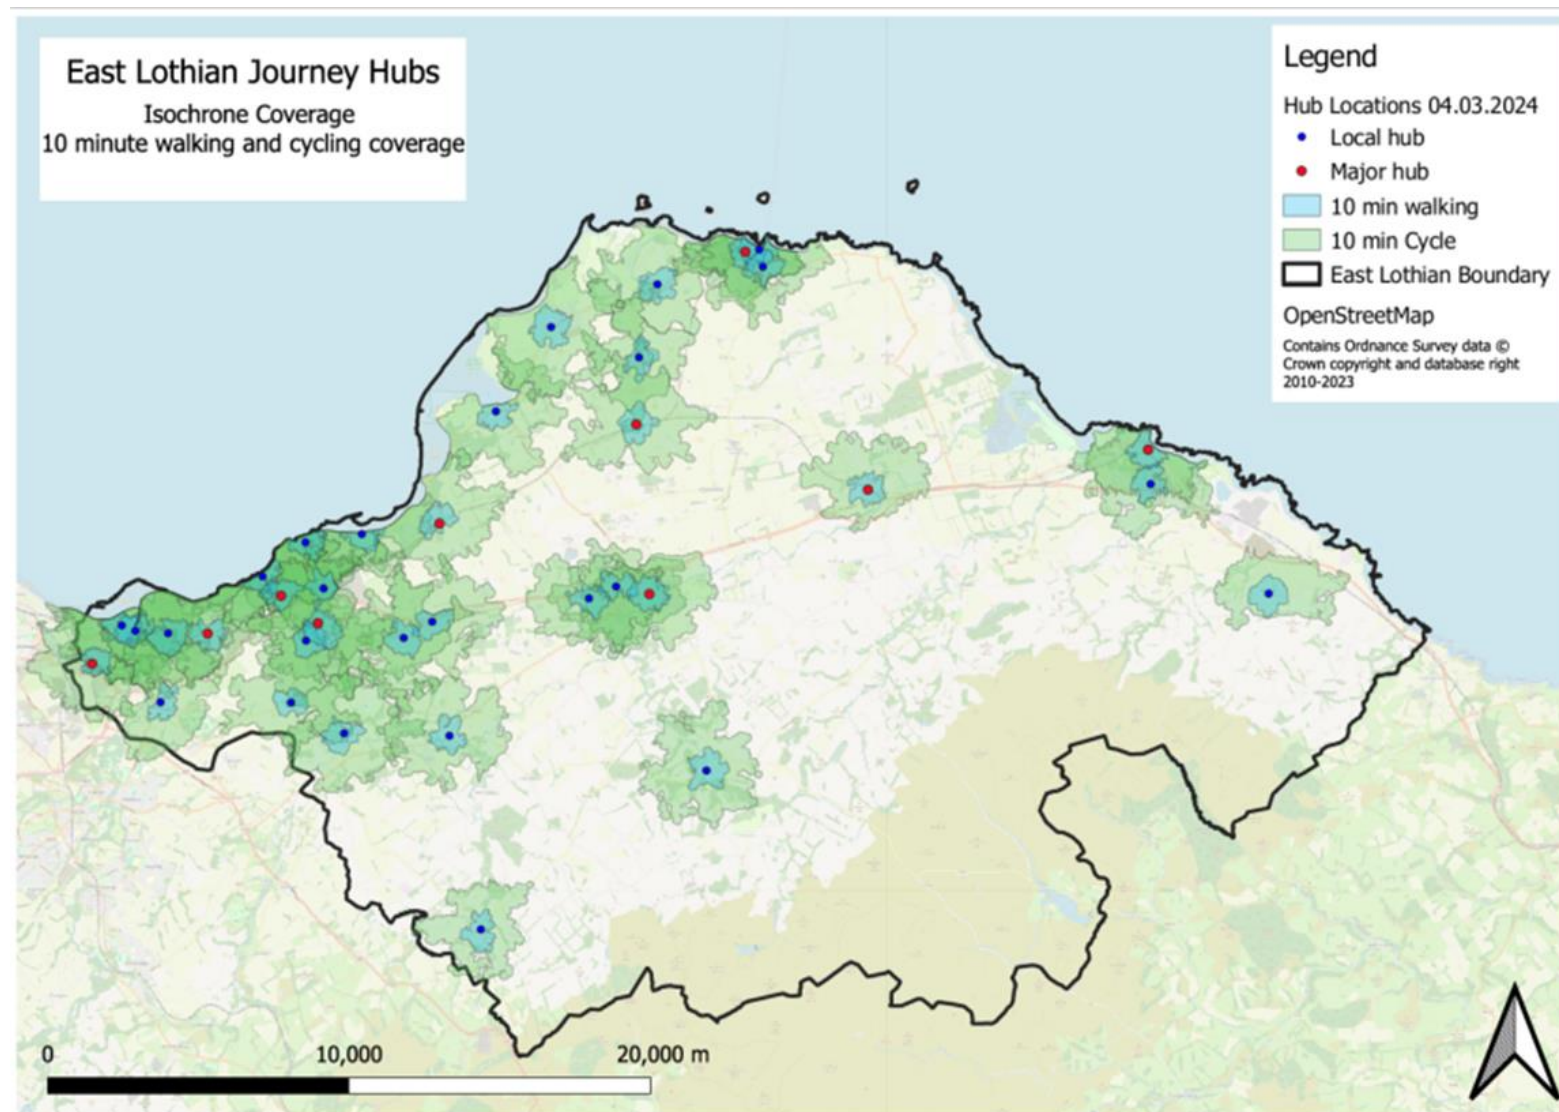 East Lothian Journey Hubs
Isochrone Coverage
10 minute walking and cycling coverage
Legend
Hub Locations 04.03.2024
Local hub
Major hub
10 min walking
10 min Cycle
East Lothian Boundary
OpenStreetMap
Contains Ordnance Survey data ©
Crown copyright and database right
2010-2023
0 10,000 20,000 m